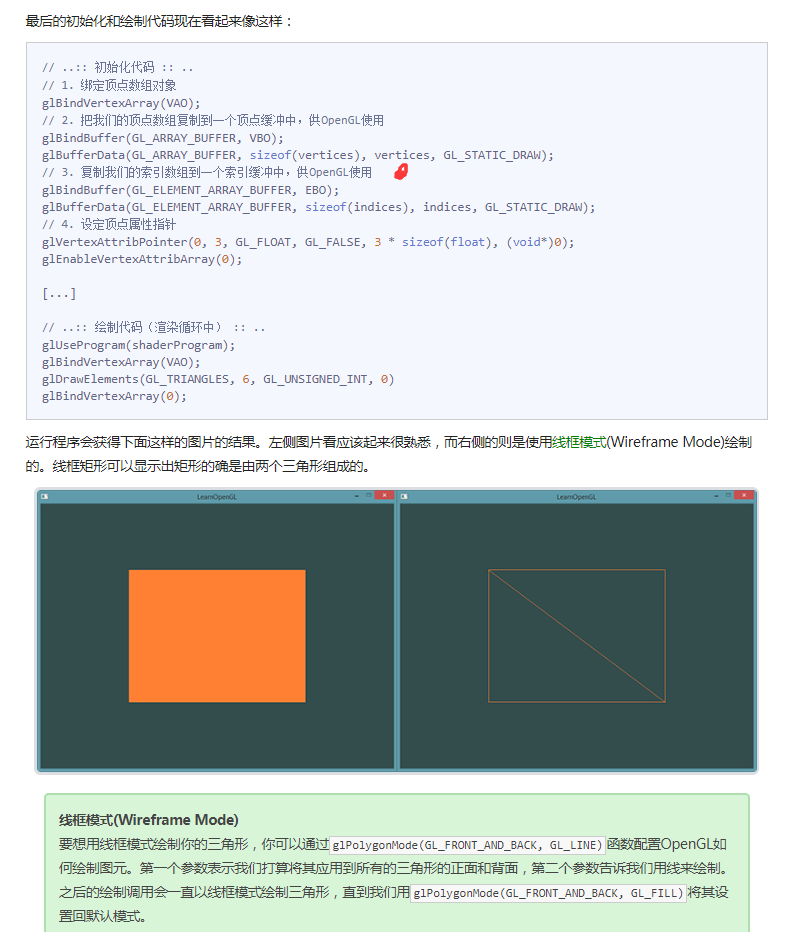 最后的初始化和绘制代码现在看起来像这样：
// ..:: 初始化代码 :: ..
// 1. 绑定顶点数组对象
glBindVertexArray(VAO);
// 2. 把我们的顶点数组复制到一个顶点缓冲中，供OpenGL使用
glBindBuffer(GL_ARRAY_BUFFER, VBO);
glBufferData(GL_ARRAY_BUFFER, sizeof(vertices), vertices, GL_STATIC_DRAW);
// 3. 复制我们的索引数组到一个索引缓冲中，供OpenGL使用
glBindBuffer(GL_ELEMENT_ARRAY_BUFFER, EBO);
glBufferData(GL_ELEMENT_ARRAY_BUFFER, sizeof(indices), indices, GL_STATIC_DRAW);
// 4. 设定顶点属性指针
glVertexAttribPointer(0, 3, GL_FLOAT, GL_FALSE, 3 * sizeof(float), (void*)0);
glEnableVertexAttribArray(0);
[...]
// ..:: 绘制代码（渲染循环中） :: ..
glUseProgram(shaderProgram);
glBindVertexArray(VAO);
glDrawElements(GL_TRIANGLES, 6, GL_UNSIGNED_INT, 0)
glBindVertexArray(0);
运行程序会获得下面这样的图片的结果。左侧图片看应该起来很熟悉，而右侧的则是使用线框模式(Wireframe Mode)绘制
的。线框矩形可以显示出矩形的确是由两个三角形组成的。
LearnOpenGL
LearnOpenGL
线框模式(Wireframe Mode)
要想用线框模式绘制你的三角形，你可以通过glPolygonMode(GL_FRONT_AND_BACK, GL_LINE)函数配置OpenGL如
何绘制图元。第一个参数表示我们打算将其应用到所有的三角形的正面和背面，第二个参数告诉我们用线来绘制。
之后的绘制调用会一直以线框模式绘制三角形，直到我们用glPolygonMode(GL_FRONT_AND_BACK, GL_FILL)将其设
置回默认模式。